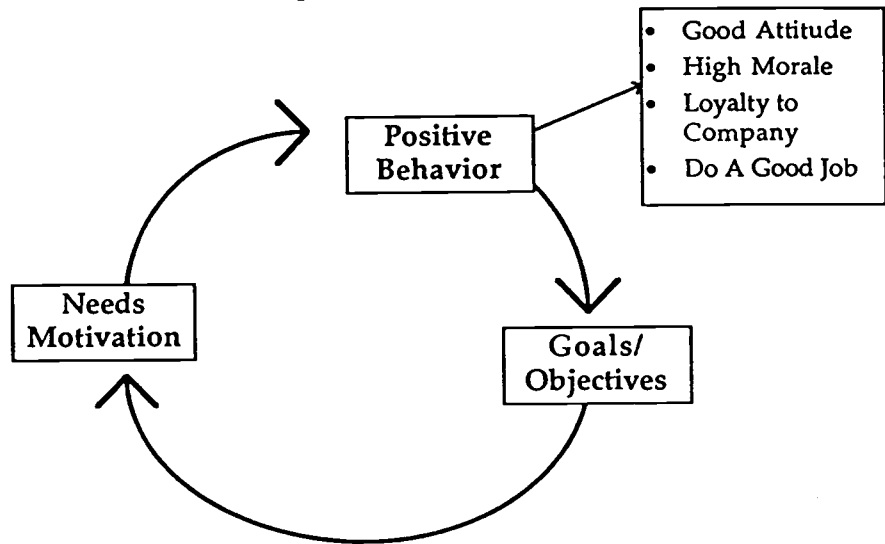 • Good Attitude
• High Morale
• Loyalty to
Company
• Do A Good Job
Positive
Behavior
Needs
Motivation
Goals/
Objectives